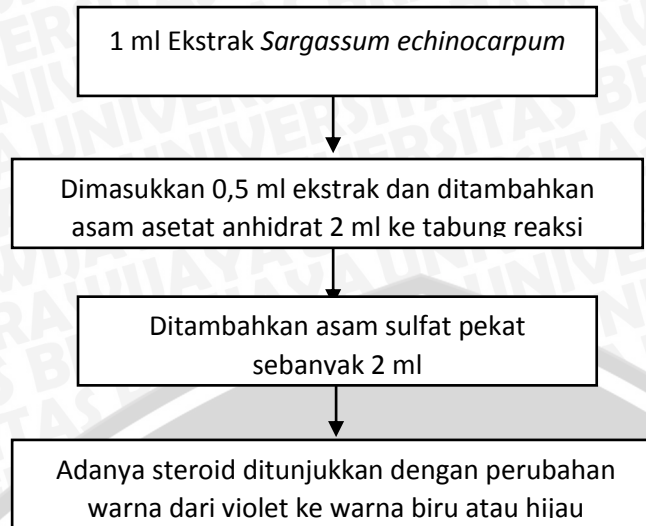 1 ml Ekstrak Sargassum echinocarpum
Dimasukkan 0,5 ml ekstrak dan ditambahkan
asam asetat anhidrat 2 ml ke tabung reaksi
Ditambahkan asam sulfat pekat
sebanyak 2 ml
Adanya steroid ditunjukkan dengan perubahan
warna dari violet ke warna biru atau hijau